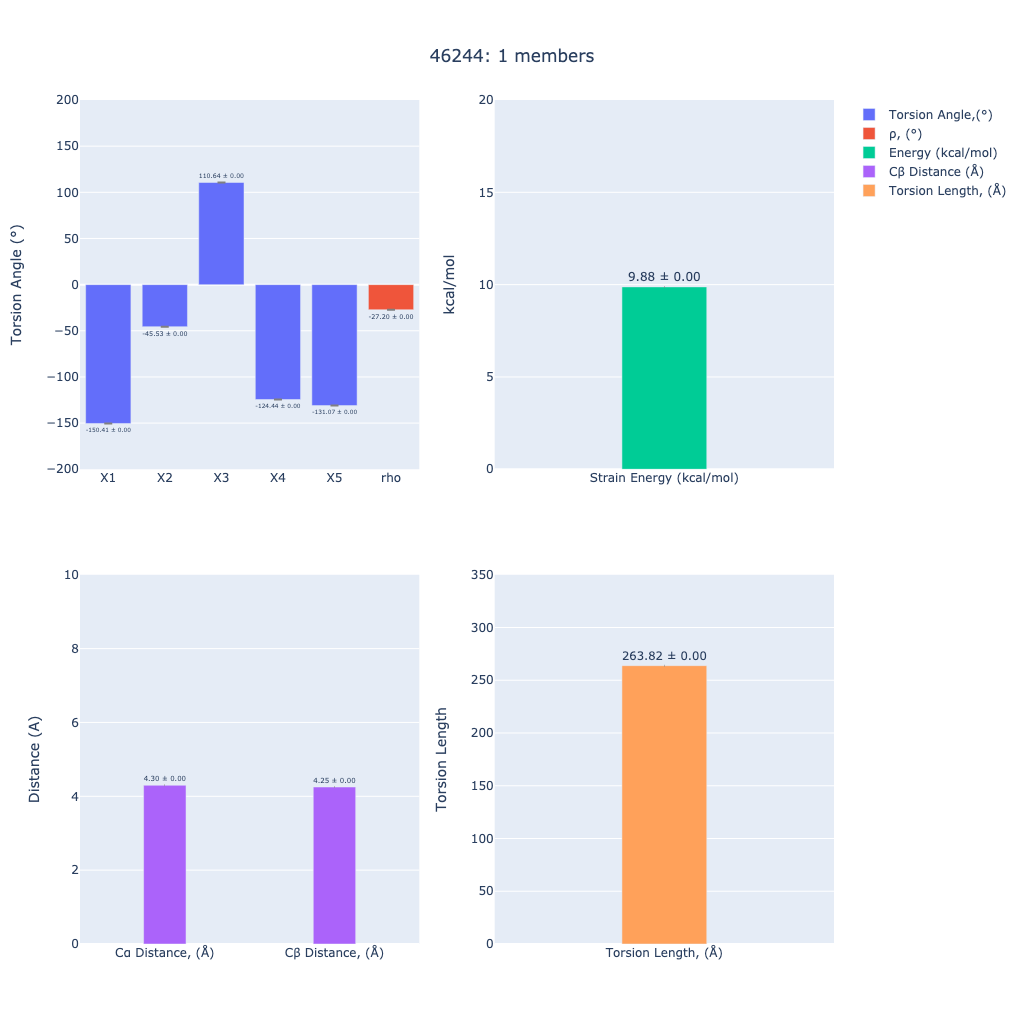 46244: 1 members
Torsion Angle (°)
200
150
100
50
0
−50
−100
−150
−200
-150.41 ± 0.00
-45.53 ± 0.00
110.64 ± 0.00
-124.44 ± 0.00
-131.07 ± 0.00
-27.20 ± 0.00
X1
X2
X3
X4
X5
rho
kcal/mol
20
15
10
5
0
9.88 ± 0.00
Strain Energy (kcal/mol)
Torsion Angle,(°)
ρ, (°)
Energy (kcal/mol)
Cβ Distance (Å)
Torsion Length, (Å)
Distance (A)
10
8
6
4
2
0
4.30 ± 0.00
4.25 ± 0.00
Cα Distance, (Å)
Cβ Distance, (Å)
Torsion Length
350
300
250
200
150
100
50
0
263.82 ± 0.00
Torsion Length, (Å)